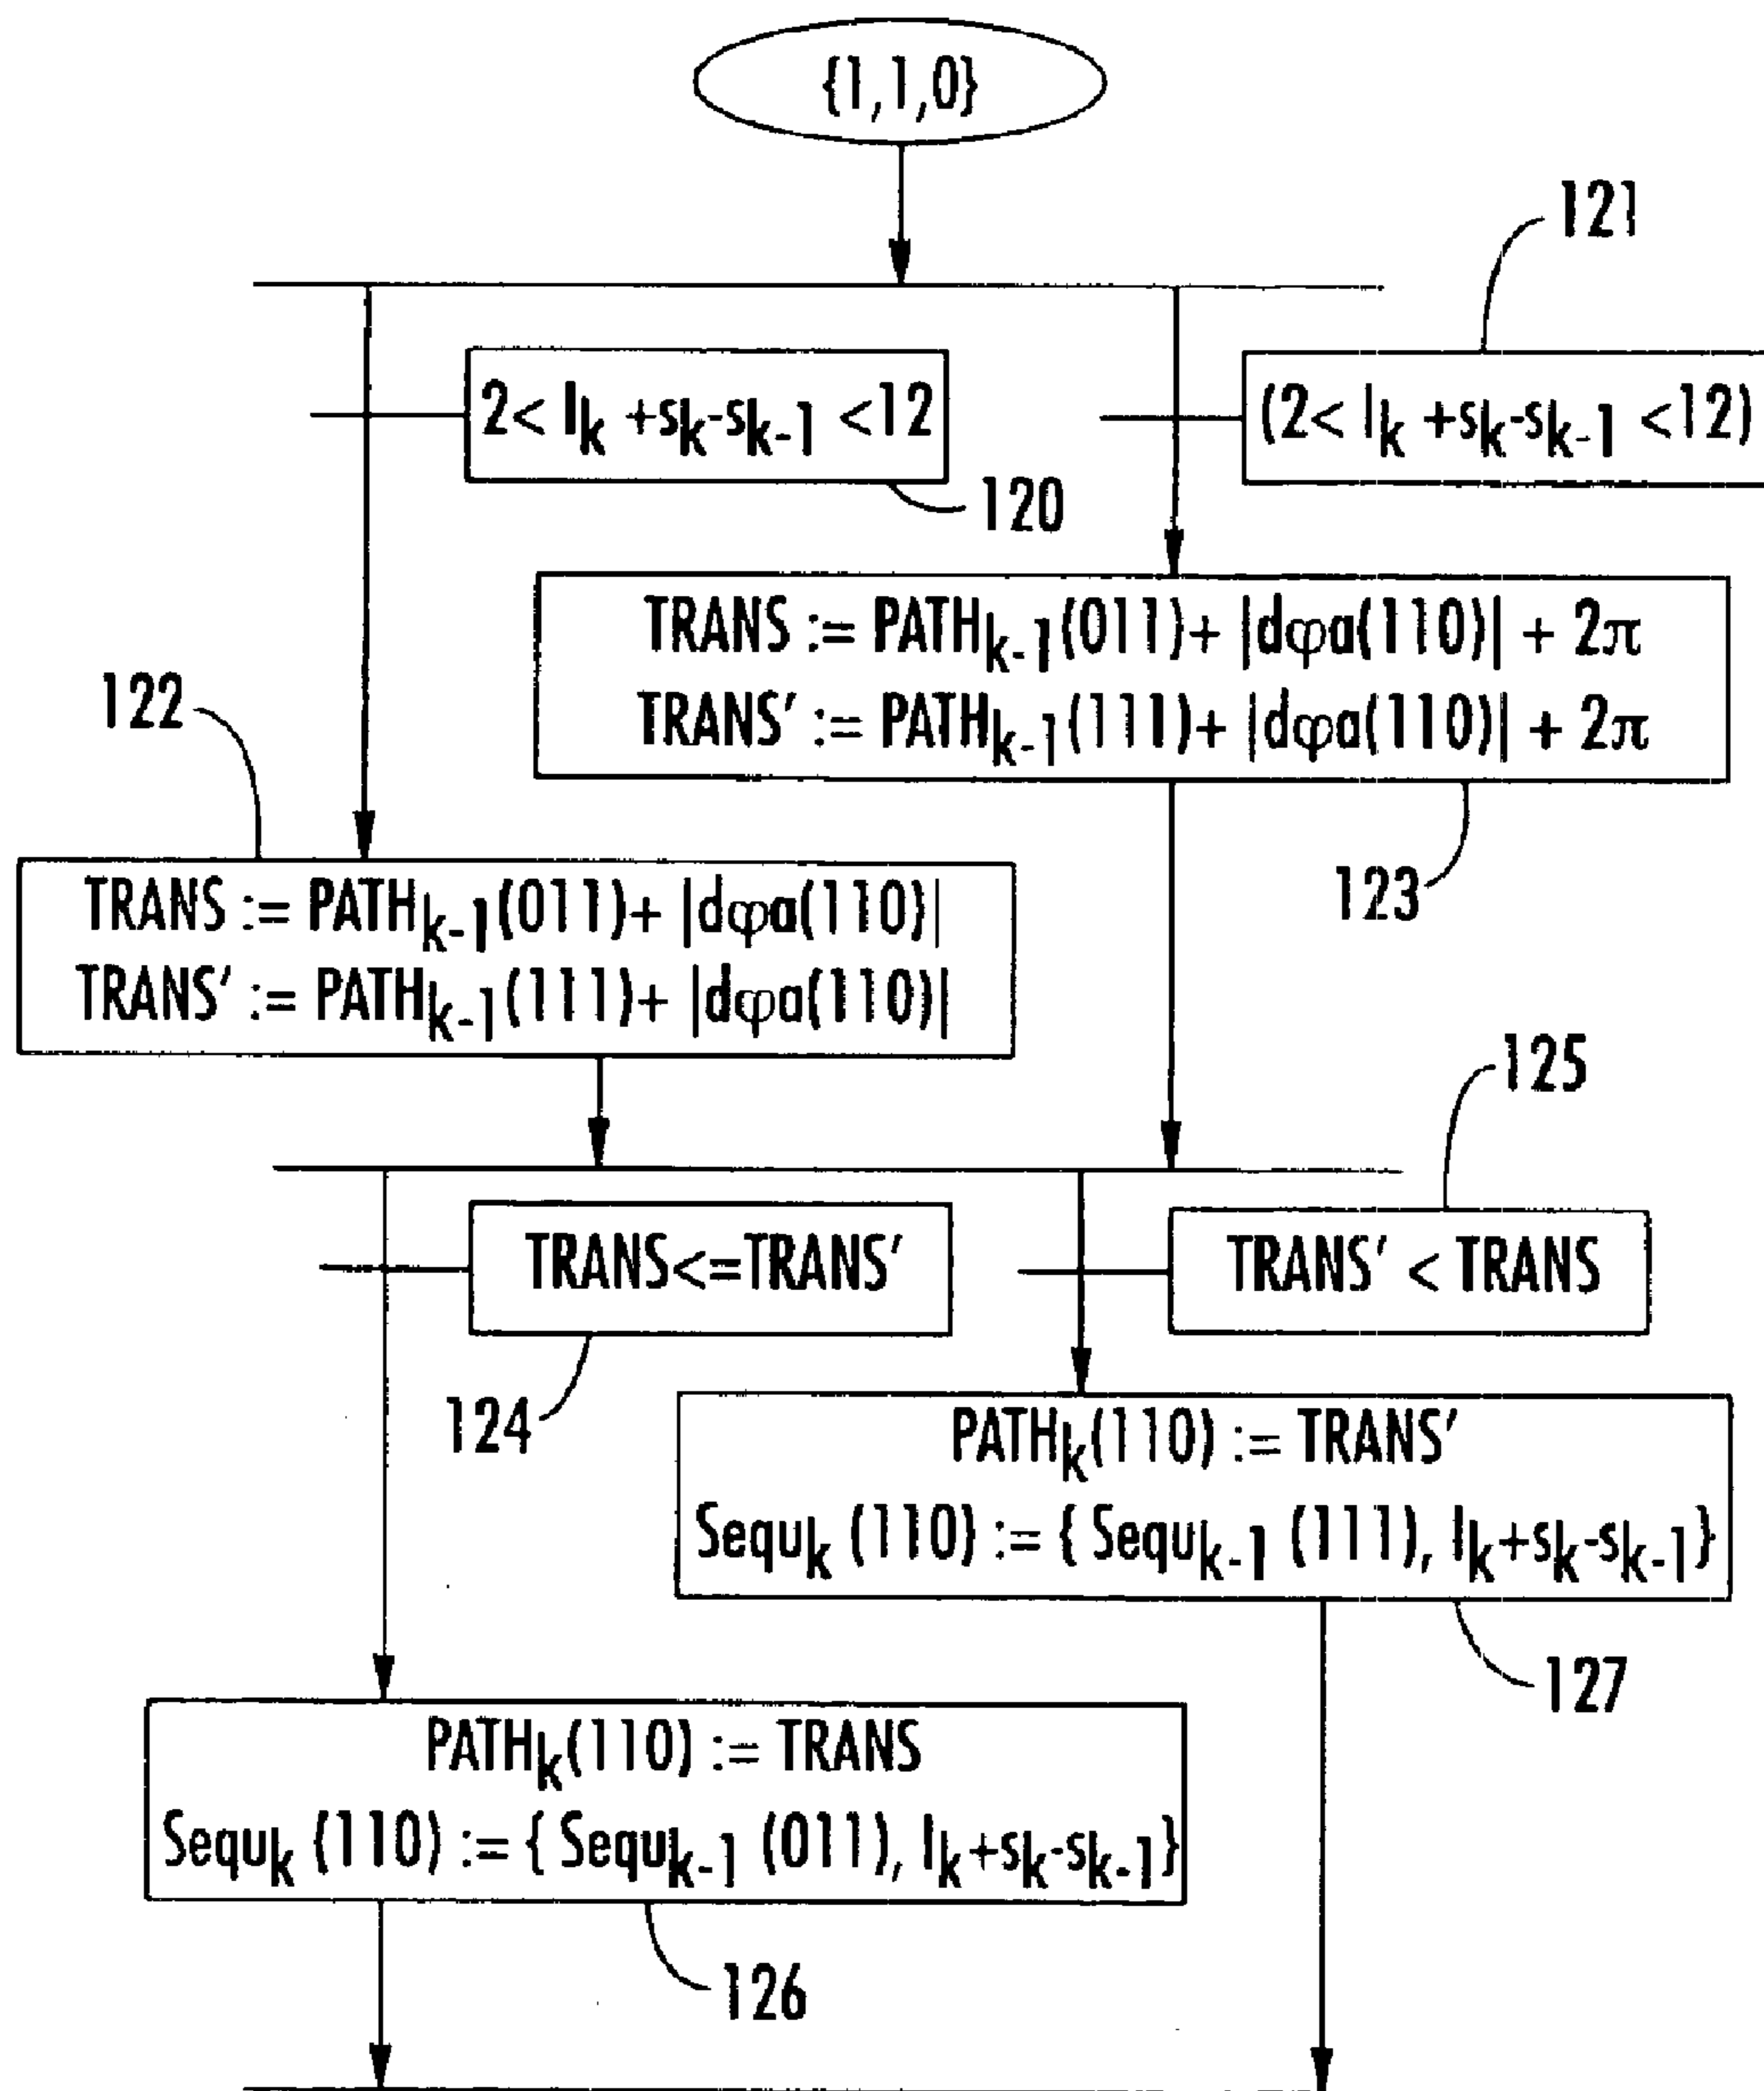 {1,1,0}
121
2< lk +sk-sk-1 <12
(2< lk +sk-sk-1 <12)
120
TRANS := PATHk-1(011)+ |dφa(110)| + 2π
TRANS' := PATHk-1(111)+ |dφa(110)| + 2π
122
123
TRANS := PATHk-1(011)+ |dφa(110)|
TRANS' := PATHk-1(111)+ |dφa(110)|
125
TRANS<=TRANS'
TRANS' < TRANS
124
PATHk(110) := TRANS'
Sequk (110) := { Sequk-1 (111), lk+sk-sk-1}
127
PATHk(110) := TRANS
Sequk (110) := { Sequk-1 (011), lk+sk-sk-1}
126